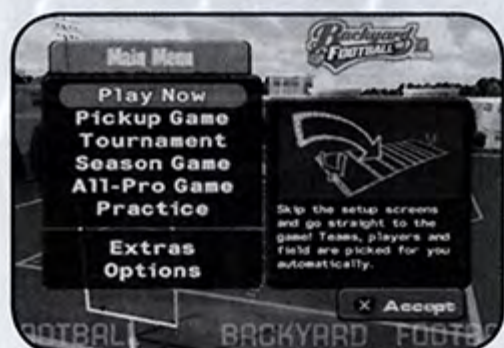 Backyard
FOOTBALL
Main Menu
Play Now
Pickup Game
Tournament
Season Game
All-Pro Game
Practice
Extras
Options
Skip the setup screens
and go straight to the
game! Teams, players and
field are picked for you
automatically.
X Accept
OOTBALL BACKYARD FOOTB